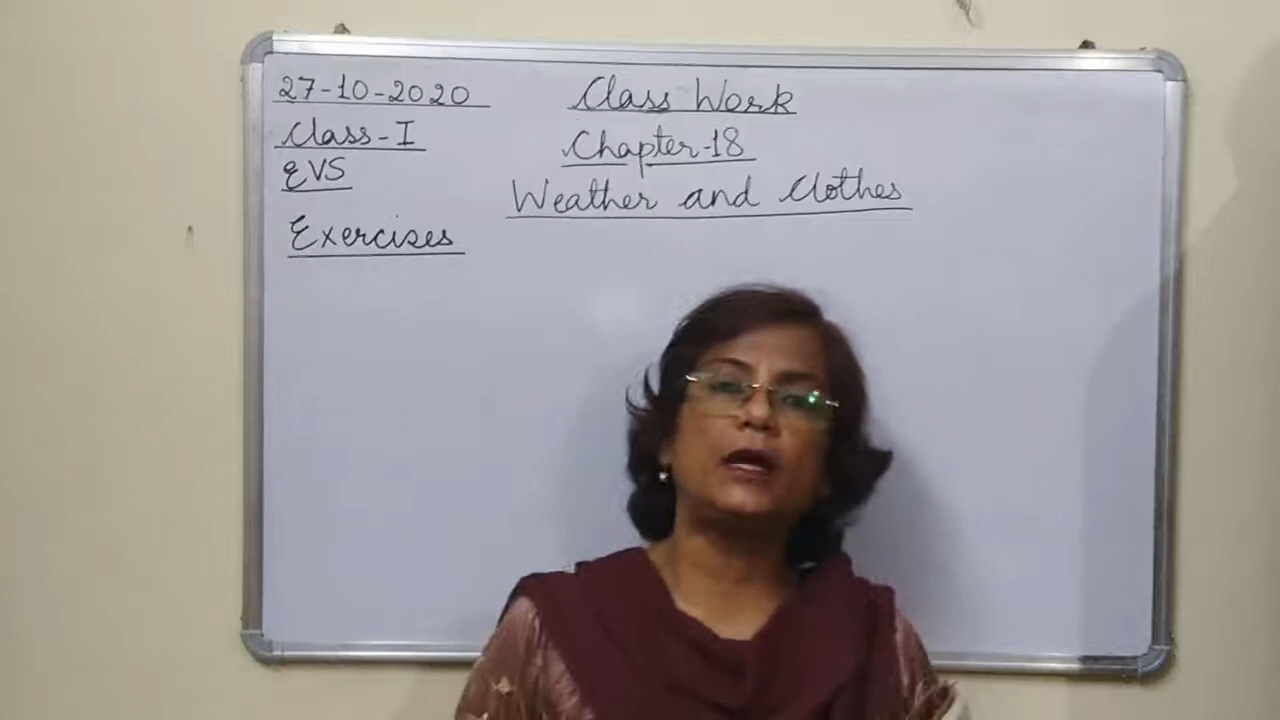 27-10-2020
Class Work
Class-I
Chapter-18
EVS
Weather and Clothes
Exercises